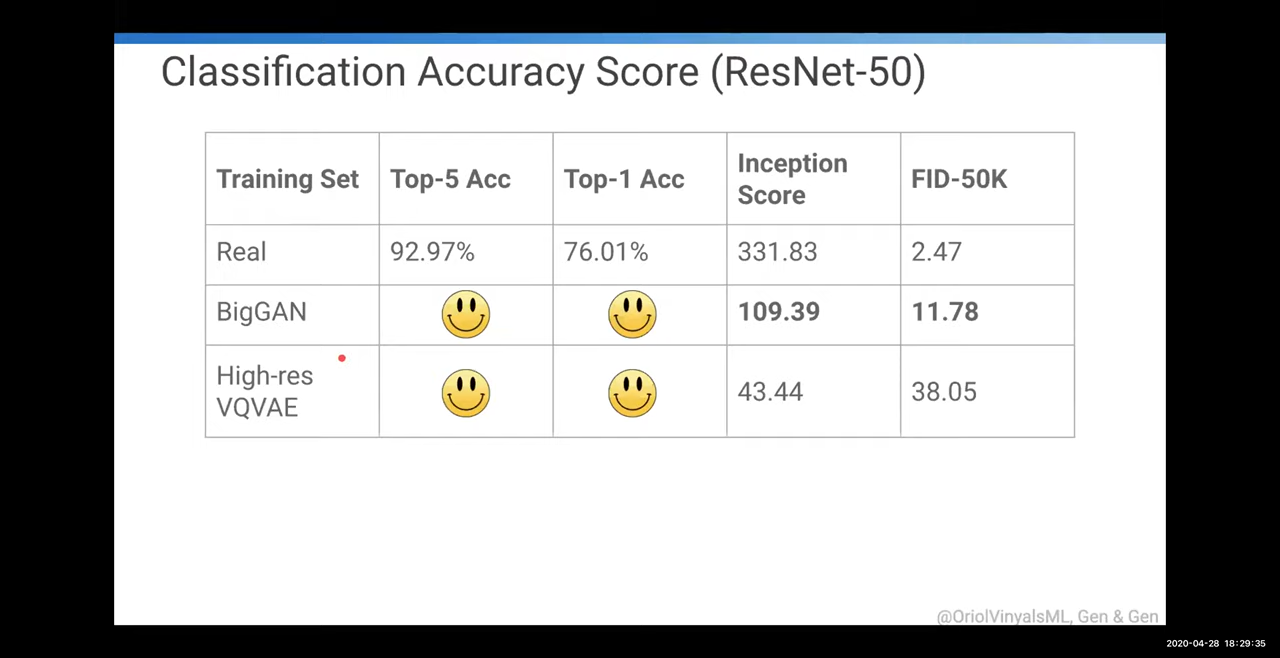 Classification Accuracy Score (ResNet-50)
Training Set Top-5 Acc Top-1 Acc Inception Score FID-50K
Real 92.97% 76.01% 331.83 2.47
BigGAN 109.39 11.78
High-res VQVAE 43.44 38.05
@OriolVinyalsML, Gen & Gen
2020-04-28 18:29:35